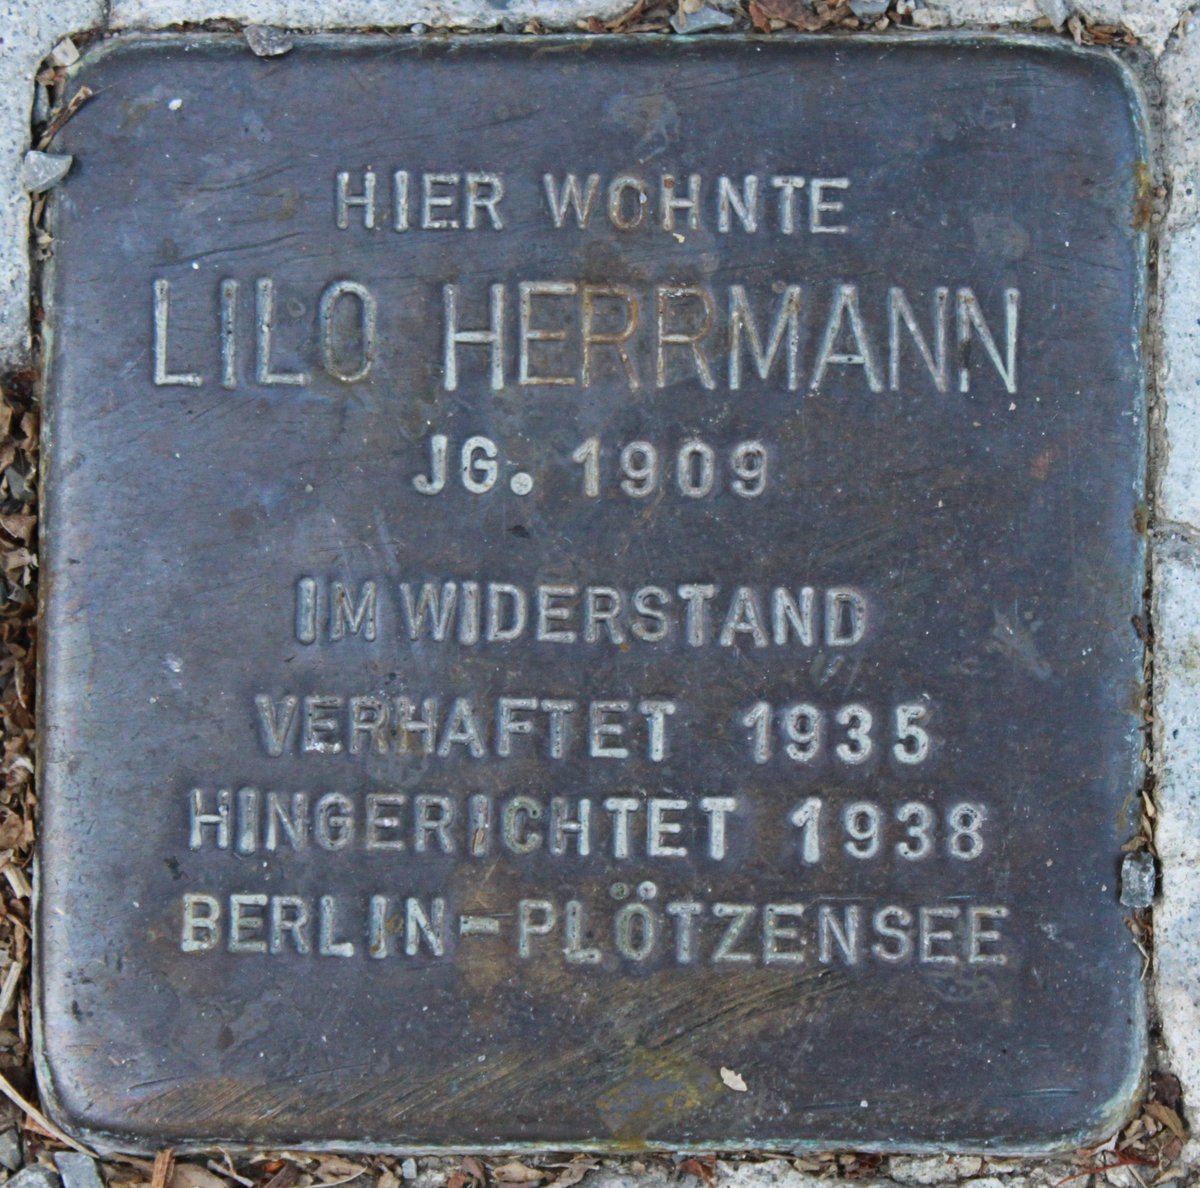 HIER WOHNTE
LILO HERRMANN
JG. 1909
IM WIDERSTAND
VERHAFTET 1935
HINGERICHTET 1938
BERLIN-PLÖTZENSEE